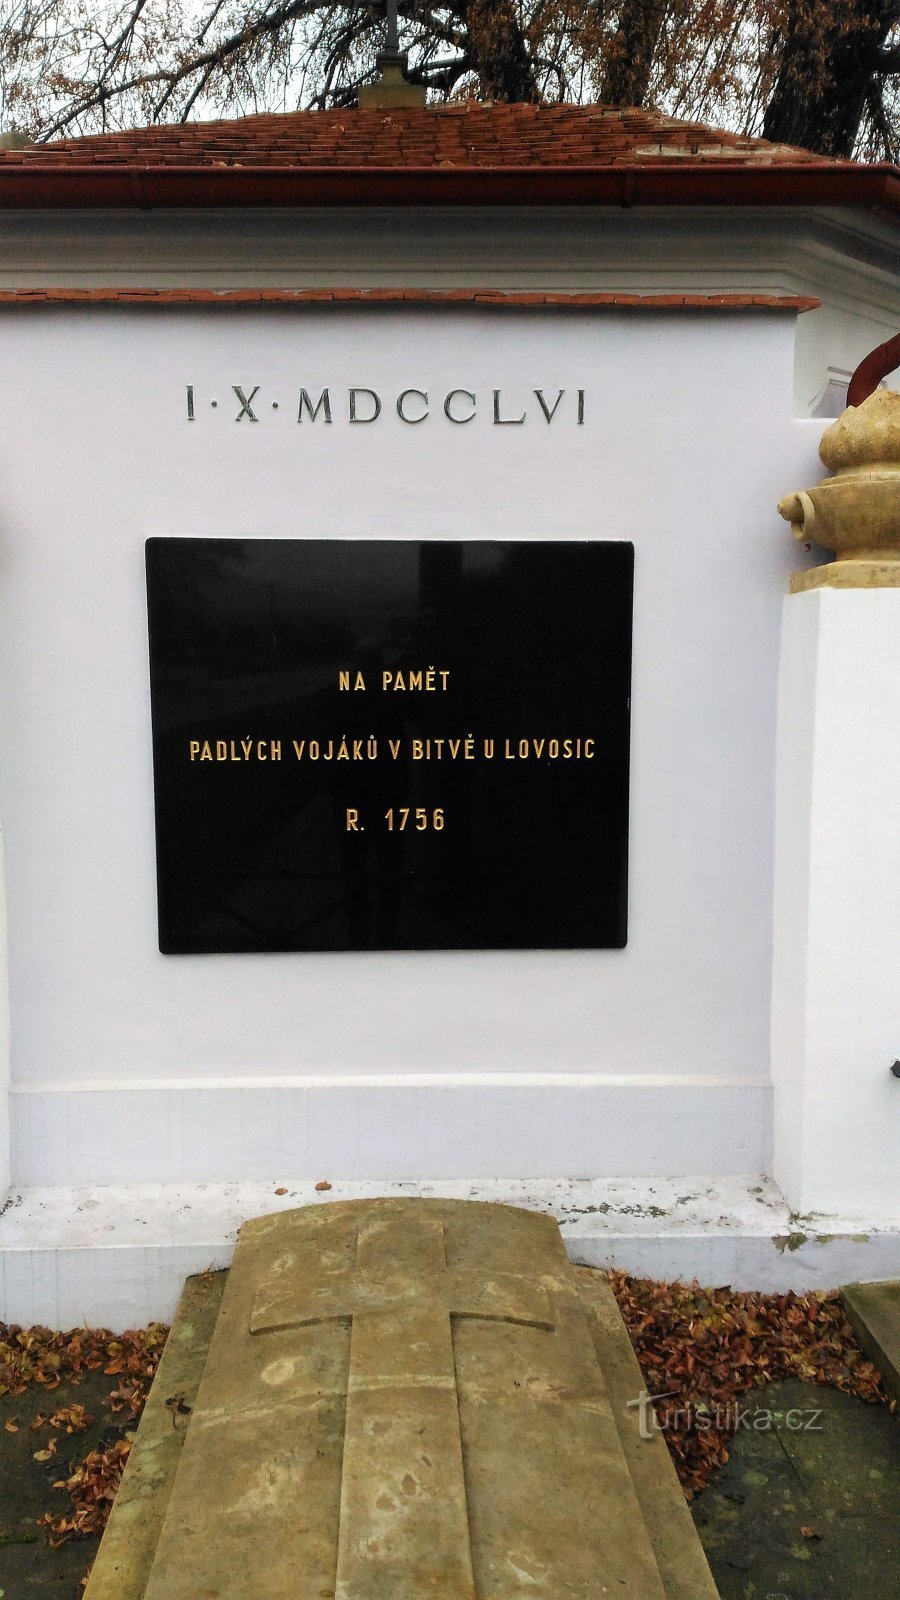 I·X·MDCCLVI
NA PAMĚT
PADLÝCH VOJÁKŮ V BITVĚ U LOVOSIC
R. 1756
Turistika.cz